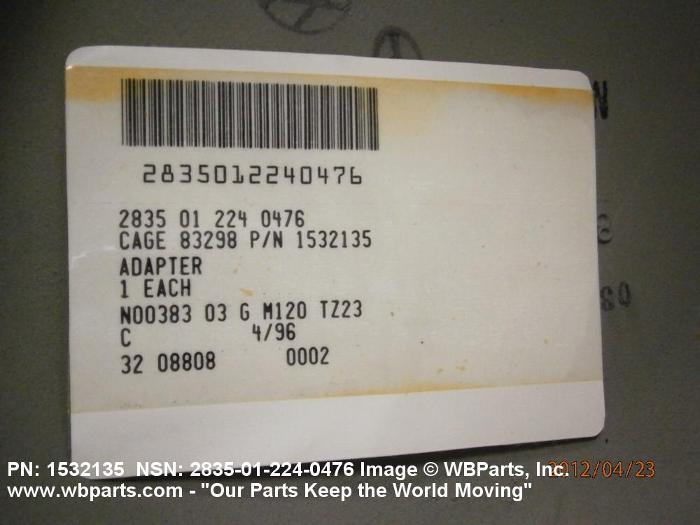 2835012240476
2835 01 224 0476
CAGE 83298 P/N 1532135
ADAPTER
1 EACH
N00383 03 G M120 TZ23
C 4/96
32 08808 0002
PN: 1532135 NSN: 2835-01-224-0476 Image © WBParts, Inc.
2012/04/23
www.wbparts.com - "Our Parts Keep the World Moving"